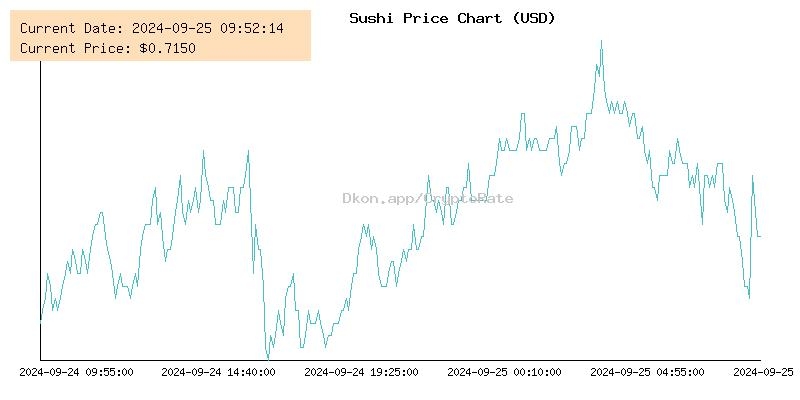 Sushi Price Chart (USD)
Current Date: 2024-09-25 09:52:14
Current Price: $0.7150
Dkon.app/CryptoRate
2024-09-24 09:55:00 2024-09-24 14:40:00 2024-09-24 19:25:00 2024-09-25 00:10:00 2024-09-25 04:55:00 2024-09-25